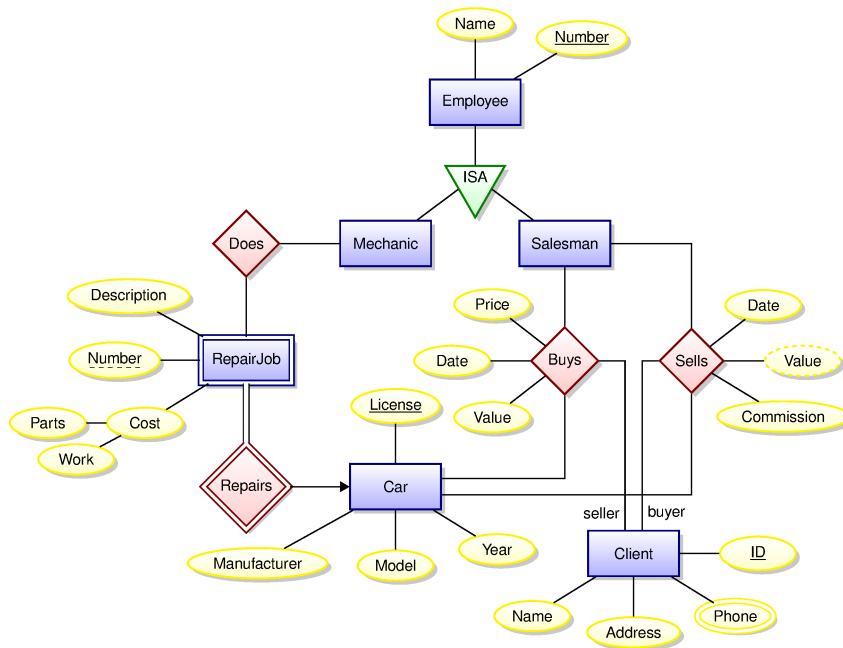 Name
Number
Employee
ISA
Does
Mechanic
Salesman
Description
Price
Date
Number
RepairJob
Date
Buys
Sells
Value
Parts
Cost
License
Value
Commission
Work
Repairs
Car
seller
buyer
Manufacturer
Model
Year
Client
ID
Name
Address
Phone